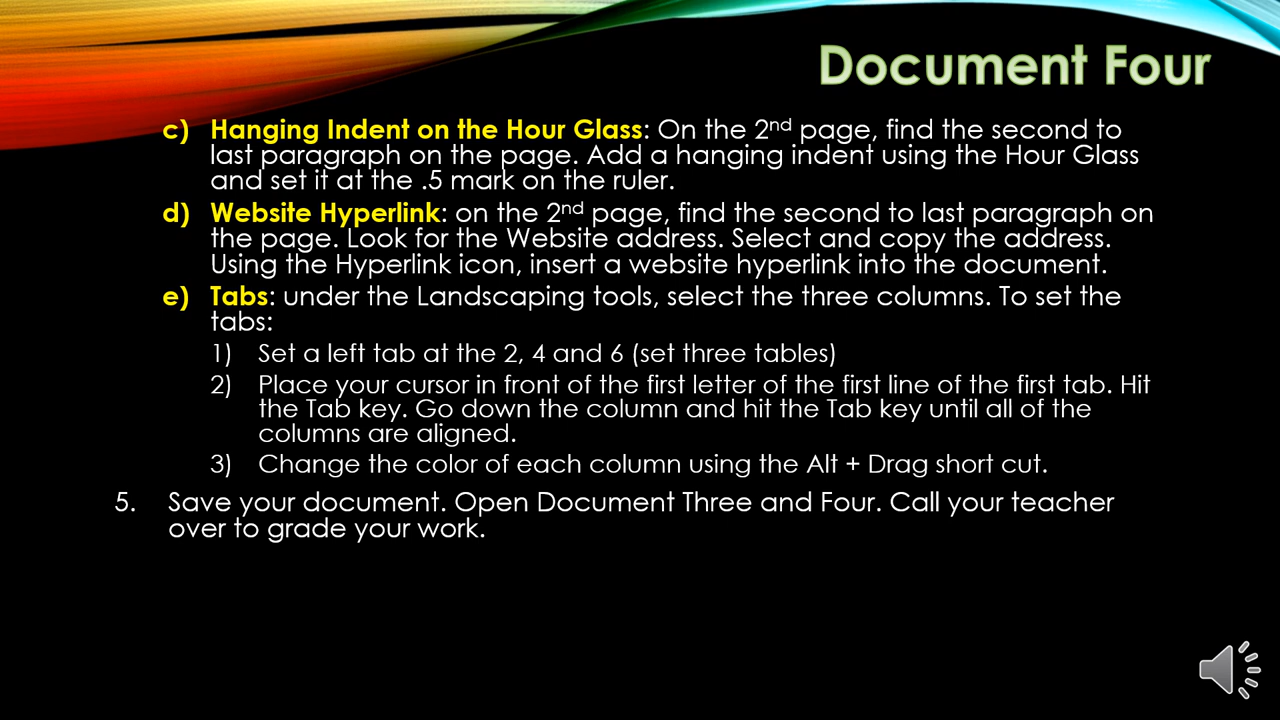 Document Four
c) Hanging Indent on the Hour Glass: On the 2nd page, find the second to
last paragraph on the page. Add a hanging indent using the Hour Glass
and set it at the .5 mark on the ruler.
d) Website Hyperlink: on the 2nd page, find the second to last paragraph on
the page. Look for the Website address. Select and copy the address.
Using the Hyperlink icon, insert a website hyperlink into the document.
e) Tabs: under the Landscaping tools, select the three columns. To set the
tabs:
1) Set a left tab at the 2, 4 and 6 (set three tables)
2) Place your cursor in front of the first letter of the first line of the first tab. Hit
the Tab key. Go down the column and hit the Tab key until all of the
columns are aligned.
3) Change the color of each column using the Alt + Drag short cut.
5. Save your document. Open Document Three and Four. Call your teacher
over to grade your work.